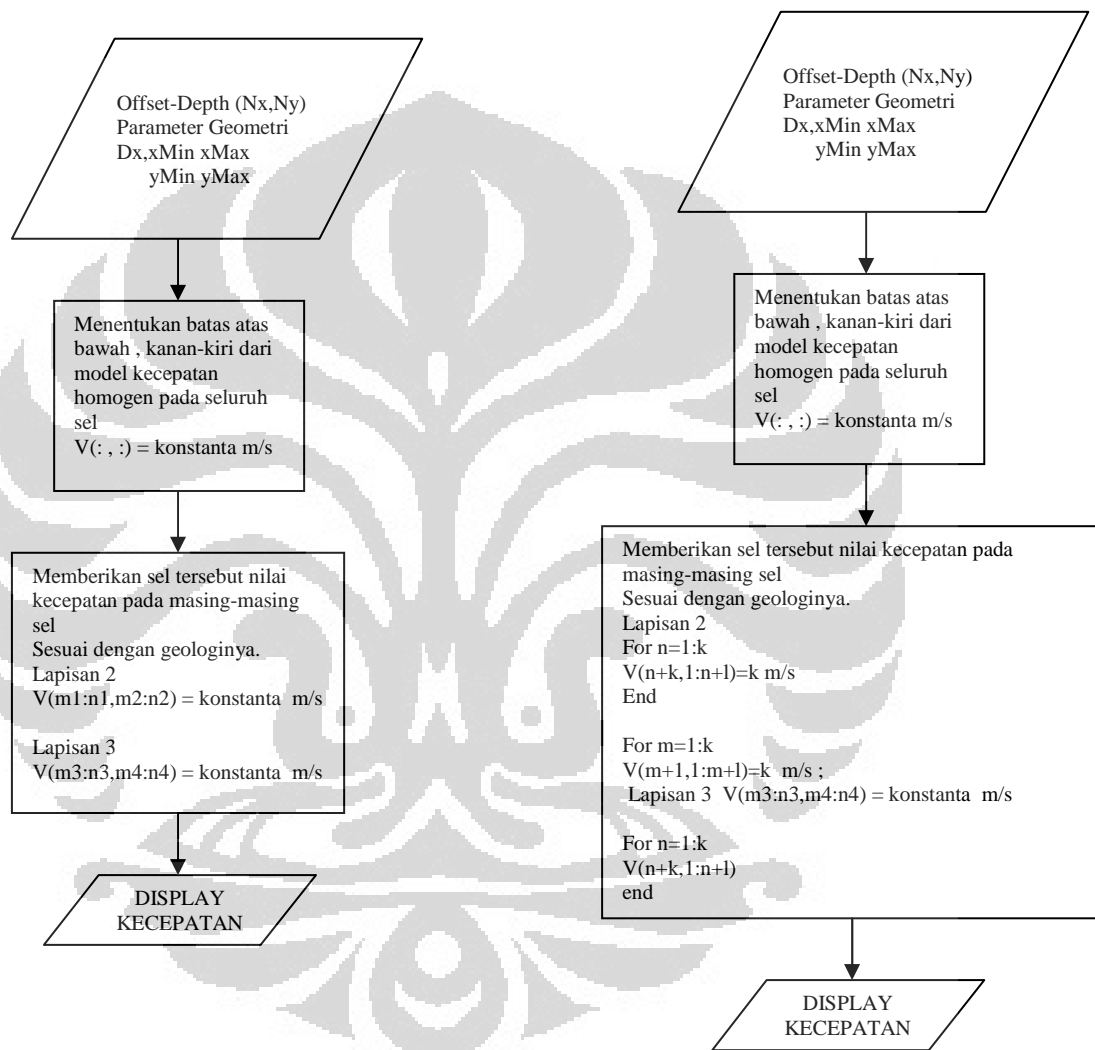 Offset-Depth (Nx,Ny)
Parameter Geometri
Dx,xMin xMax
yMin yMax
Menentukan batas atas
bawah , kanan-kiri dari
model kecepatan
homogen pada seluruh
sel
V(: , :) = konstanta m/s
Memberikan sel tersebut nilai
kecepatan pada masing-masing
sel
Sesuai dengan geologinya.
Lapisan 2
V(m1:n1,m2:n2) = konstanta  m/s
Lapisan 3
V(m3:n3,m4:n4) = konstanta  m/s
DISPLAY
KECEPATAN
Offset-Depth (Nx,Ny)
Parameter Geometri
Dx,xMin xMax
yMin yMax
Menentukan batas atas
bawah , kanan-kiri dari
model kecepatan
homogen pada seluruh
sel
V(: , :) = konstanta m/s
Memberikan sel tersebut nilai kecepatan pada
masing-masing sel
Sesuai dengan geologinya.
Lapisan 2
For n=1:k
V(n+k,1:n+l)=k m/s
End
For m=1:k
V(m+1,1:m+l)=k  m/s ;
Lapisan 3  V(m3:n3,m4:n4) = konstanta  m/s
For n=1:k
V(n+k,1:n+l)
end
DISPLAY
KECEPATAN